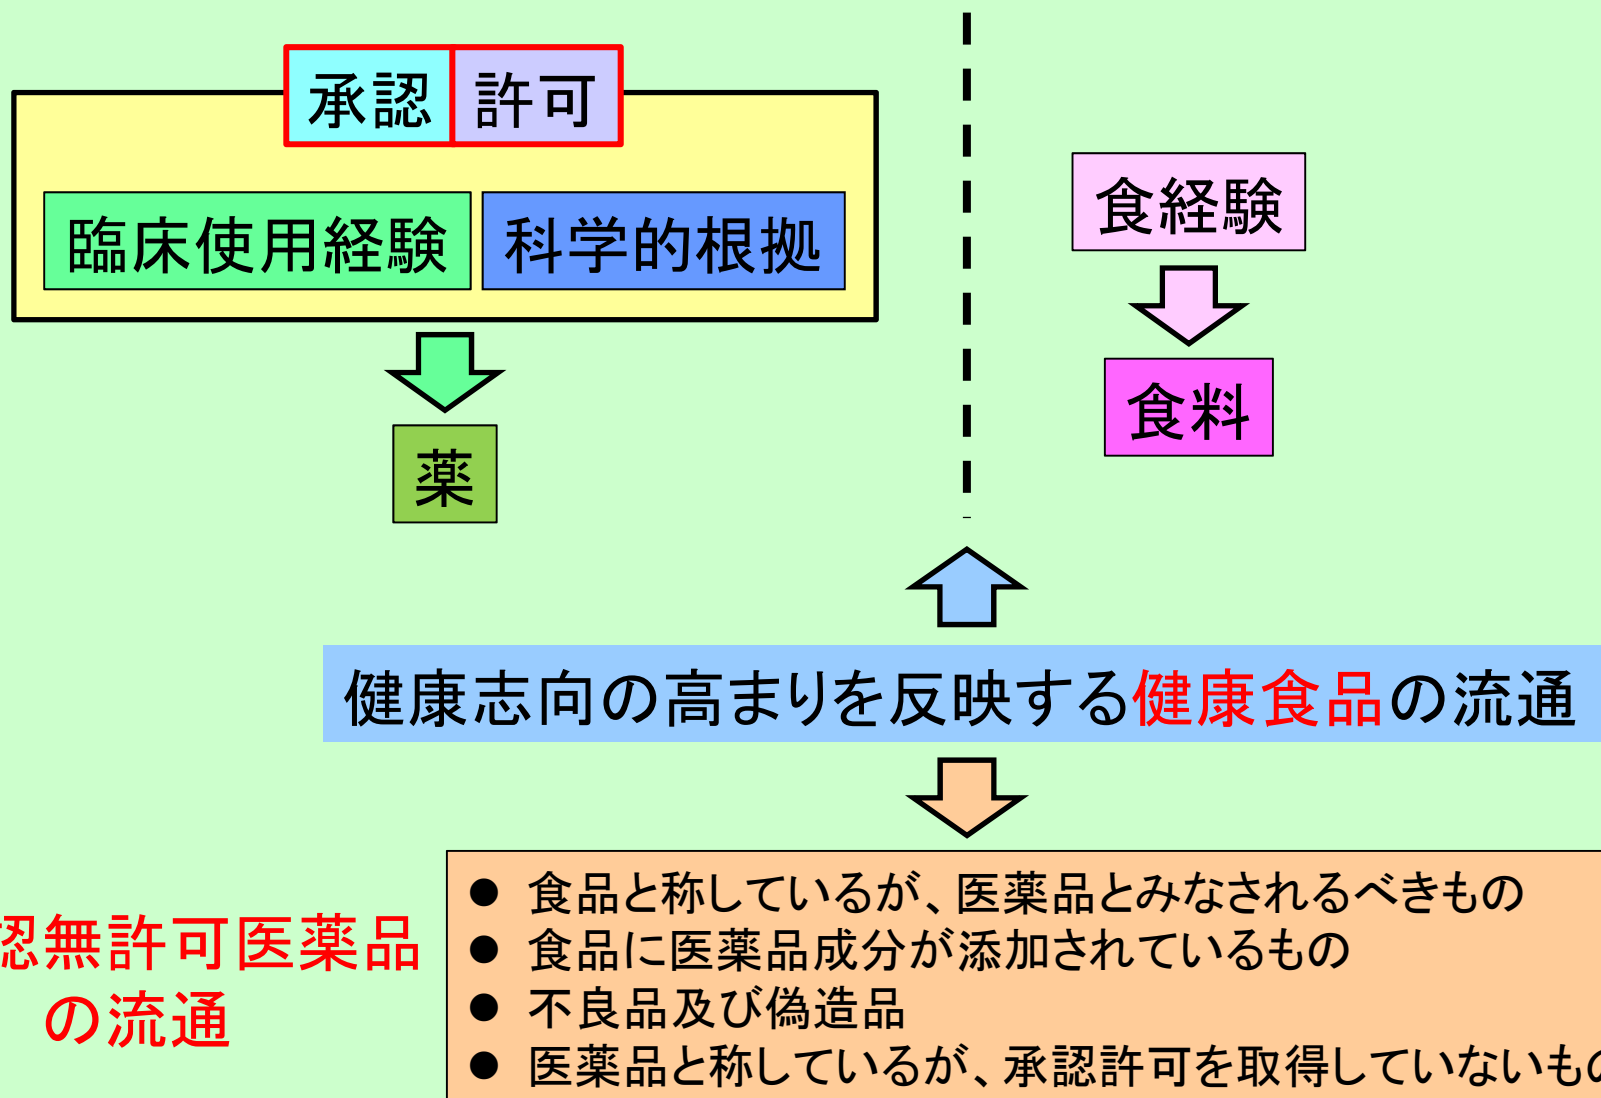 承認 許可
臨床使用経験 科学的根拠
薬
食経験
食料
健康志向の高まりを反映する健康食品の流通
認無許可医薬品
の流通
● 食品と称しているが、医薬品とみなされるべきもの
● 食品に医薬品成分が添加されているもの
● 不良品及び偽造品
● 医薬品と称しているが、承認許可を取得していないもの